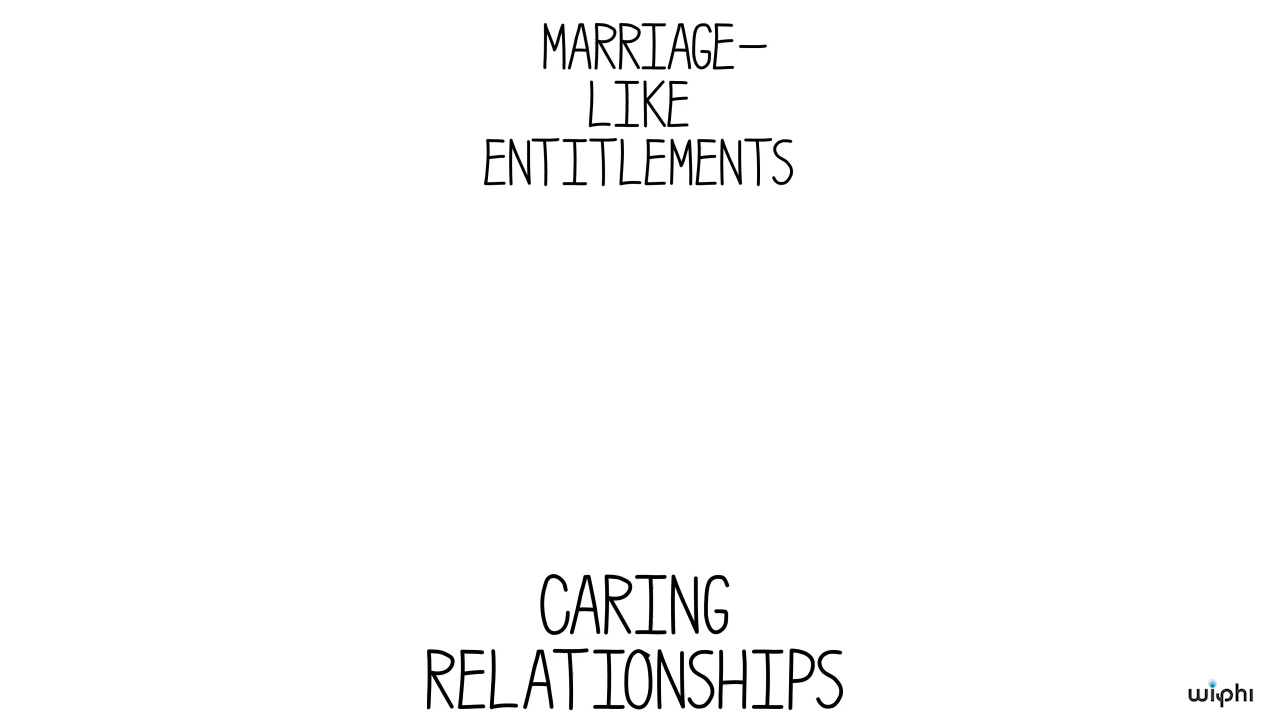 MARRIAGE–
LIKE
ENTITLEMENTS
CARING
RELATIONSHIPS
wiphi